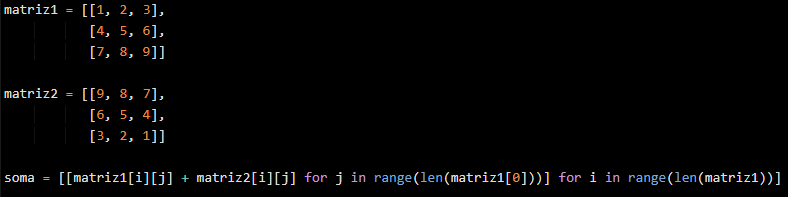 matriz1 = [[1, 2, 3],
           [4, 5, 6],
           [7, 8, 9]]

matriz2 = [[9, 8, 7],
           [6, 5, 4],
           [3, 2, 1]]

soma = [[matriz1[i][j] + matriz2[i][j] for j in range(len(matriz1[0]))] for i in range(len(matriz1))]